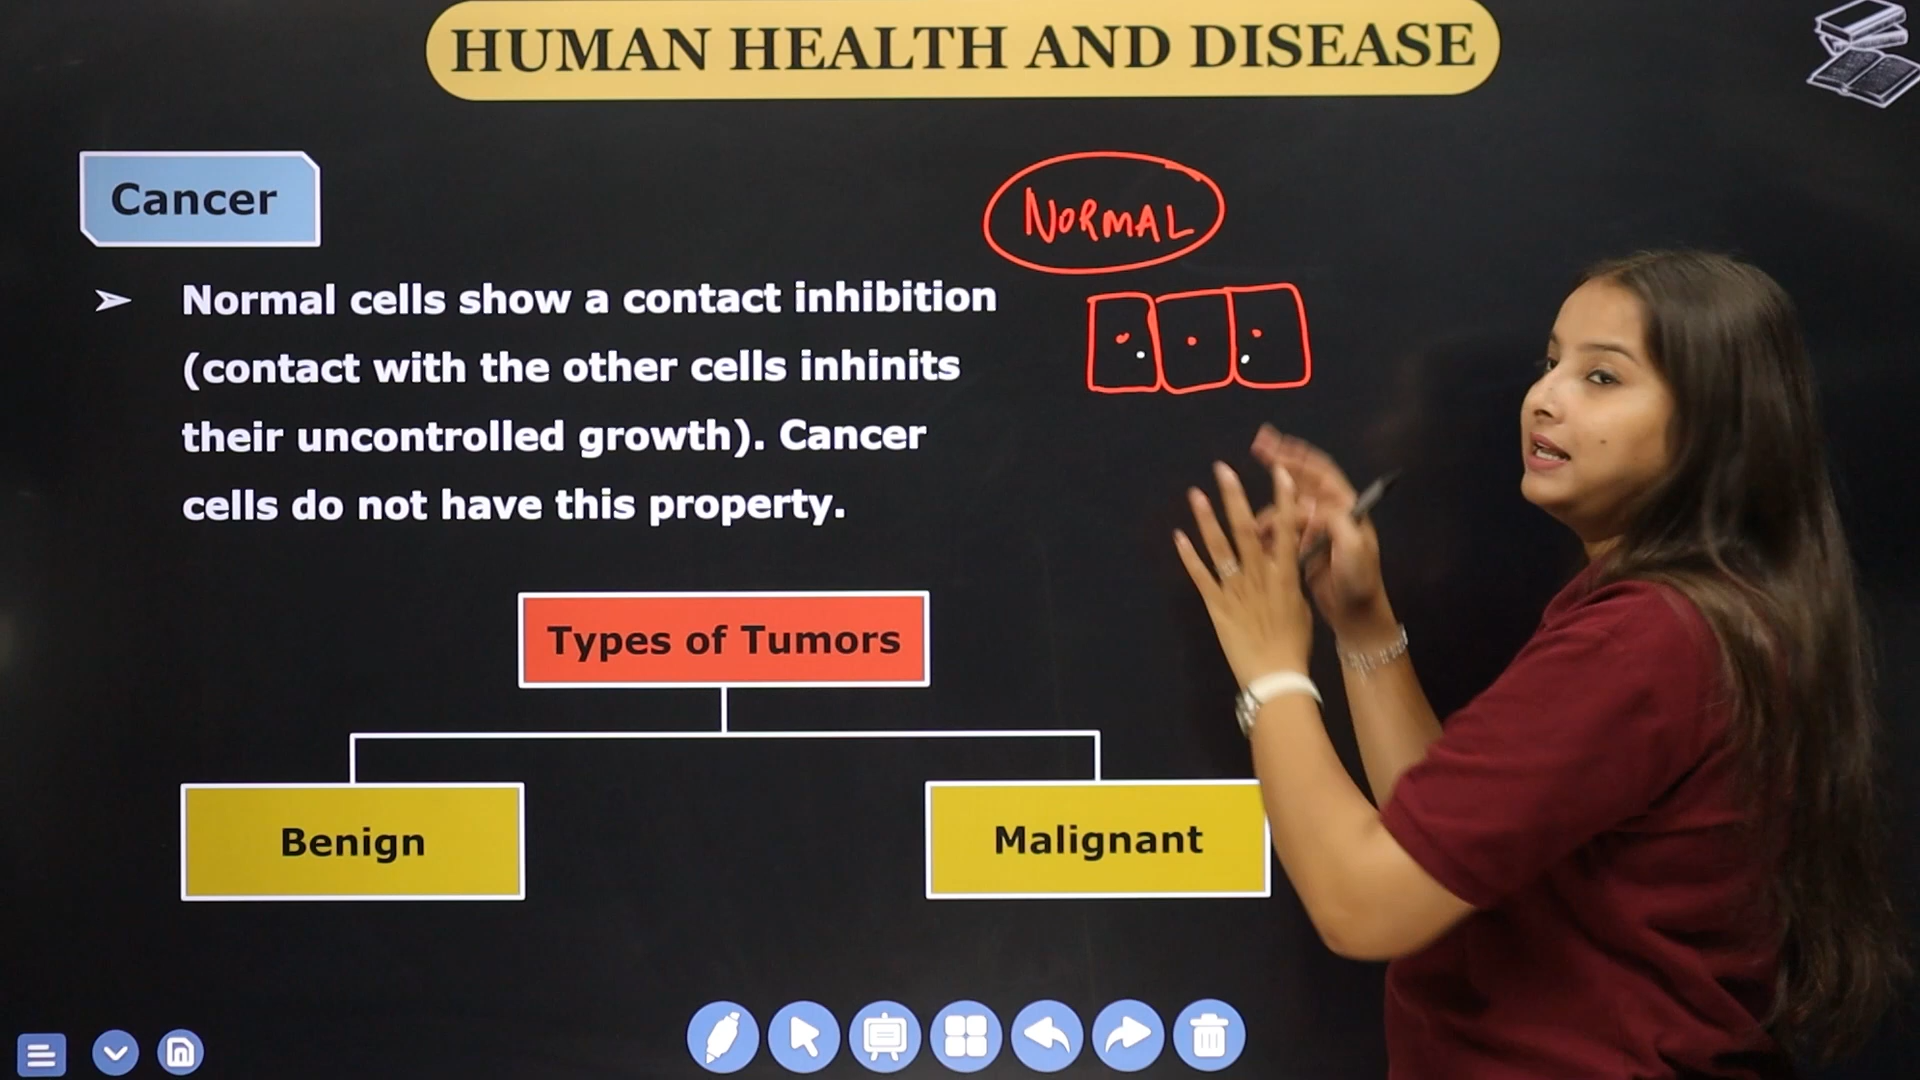 HUMAN HEALTH AND DISEASE
Cancer
NORMAL
➢ Normal cells show a contact inhibition
(contact with the other cells inhinits
their uncontrolled growth). Cancer
cells do not have this property.
Types of Tumors
Benign
Malignant